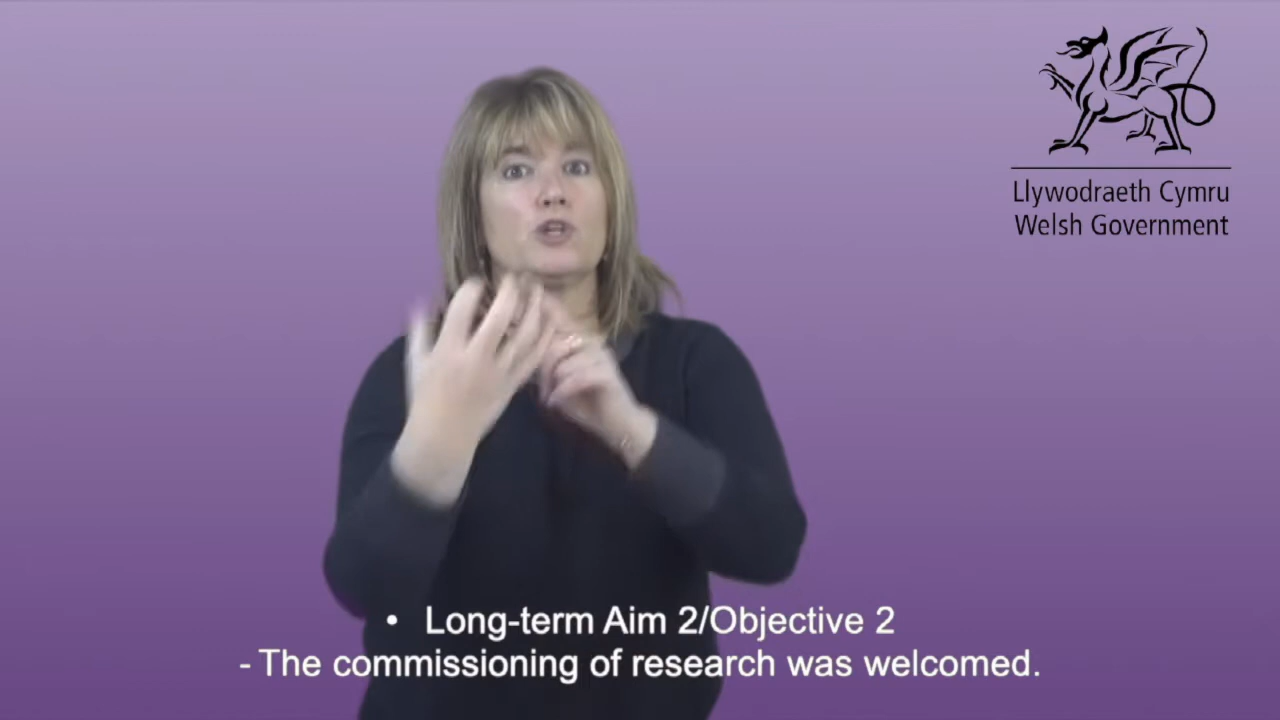 Llywodraeth Cymru
Welsh Government
• Long-term Aim 2/Objective 2
- The commissioning of research was welcomed.